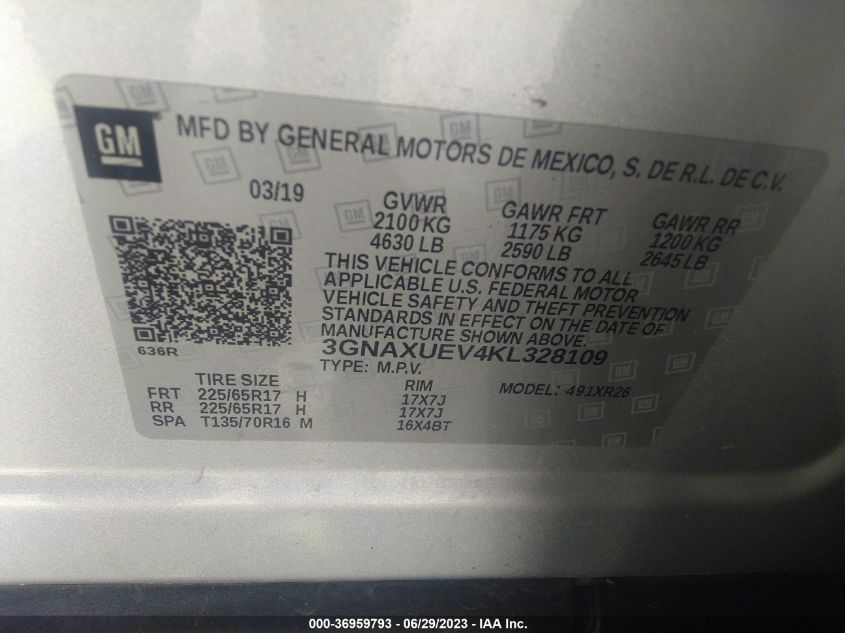 GM
MFD BY GENERAL MOTORS DE MEXICO, S. DE R.L. DE C.V.
03/19
GVWR
2100 KG
4630 LB
GAWR FRT
1175 KG
2590 LB
GAWR RR
1200 KG
2645 LB
THIS VEHICLE CONFORMS TO ALL
APPLICABLE U.S. FEDERAL MOTOR
VEHICLE SAFETY AND THEFT PREVENTION
STANDARDS IN EFFECT ON THE DATE OF
MANUFACTURE SHOWN ABOVE.
636R
3GNAXUEV4KL328109
TYPE: M.P.V.
MODEL: 491XR26
TIRE SIZE
RIM
FRT 225/65R17 H 17X7J
RR 225/65R17 H 17X7J
SPA T135/70R16 M 16X4BT
000-36959793 - 06/29/2023 - IAA Inc.